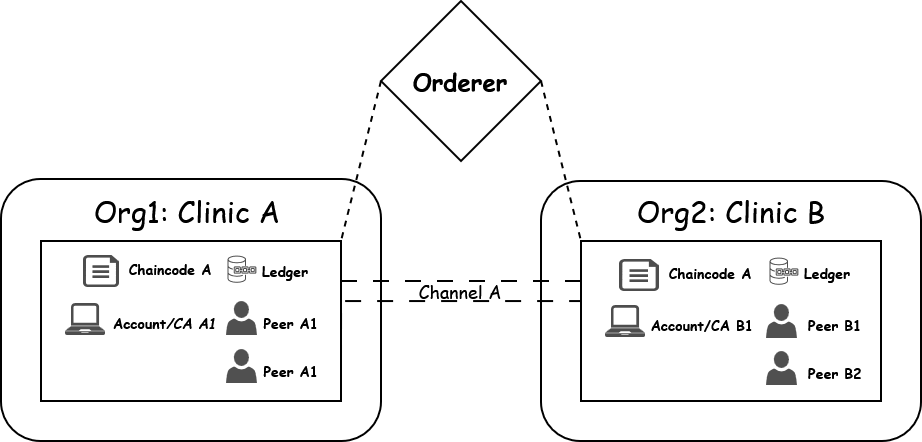 Orderer
Org1: Clinic A
Chaincode A
Ledger
Account/CA A1
Peer A1
Peer A1
Channel A
Org2: Clinic B
Chaincode A
Ledger
Account/CA B1
Peer B1
Peer B2